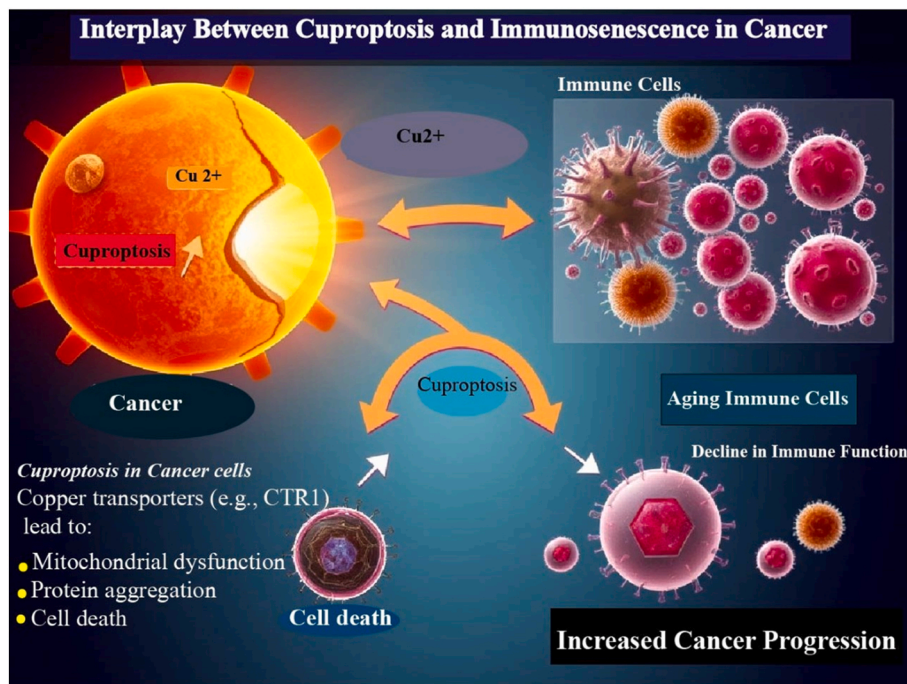 Interplay Between Cuproptosis and Immunosenescence in Cancer
Immune Cells
Cu2+
Cu 2+
Cuproptosis
Cuproptosis
Cancer
Aging Immune Cells
Decline in Immune Function
Cuproptosis in Cancer cells
Copper transporters (e.g., CTR1)
lead to:
Mitochondrial dysfunction
Protein aggregation
Cell death
Cell death
Increased Cancer Progression